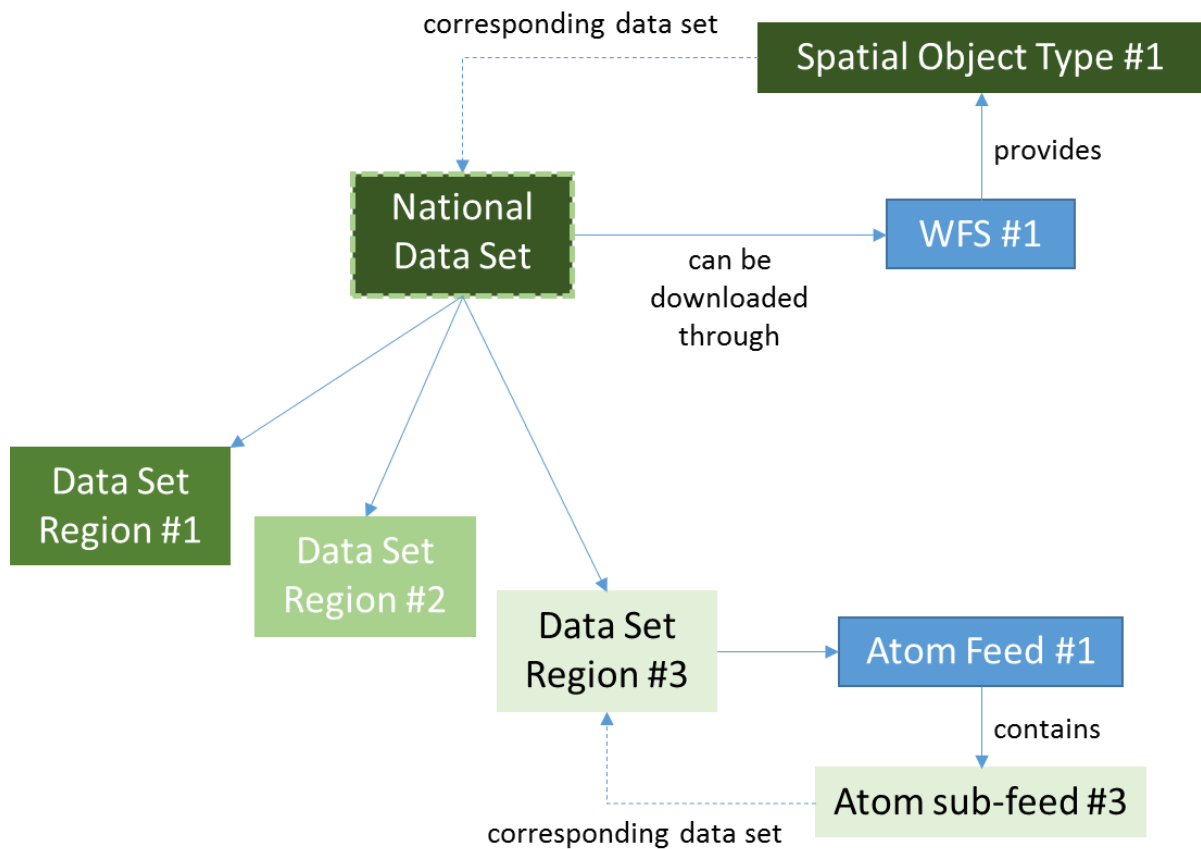 corresponding data set
Spatial Object Type #1
provides
National
Data Set
WFS #1
can be
downloaded
through
Data Set
Region #1
Data Set
Region #2
Data Set
Region #3
Atom Feed #1
contains
Atom sub-feed #3
corresponding data set